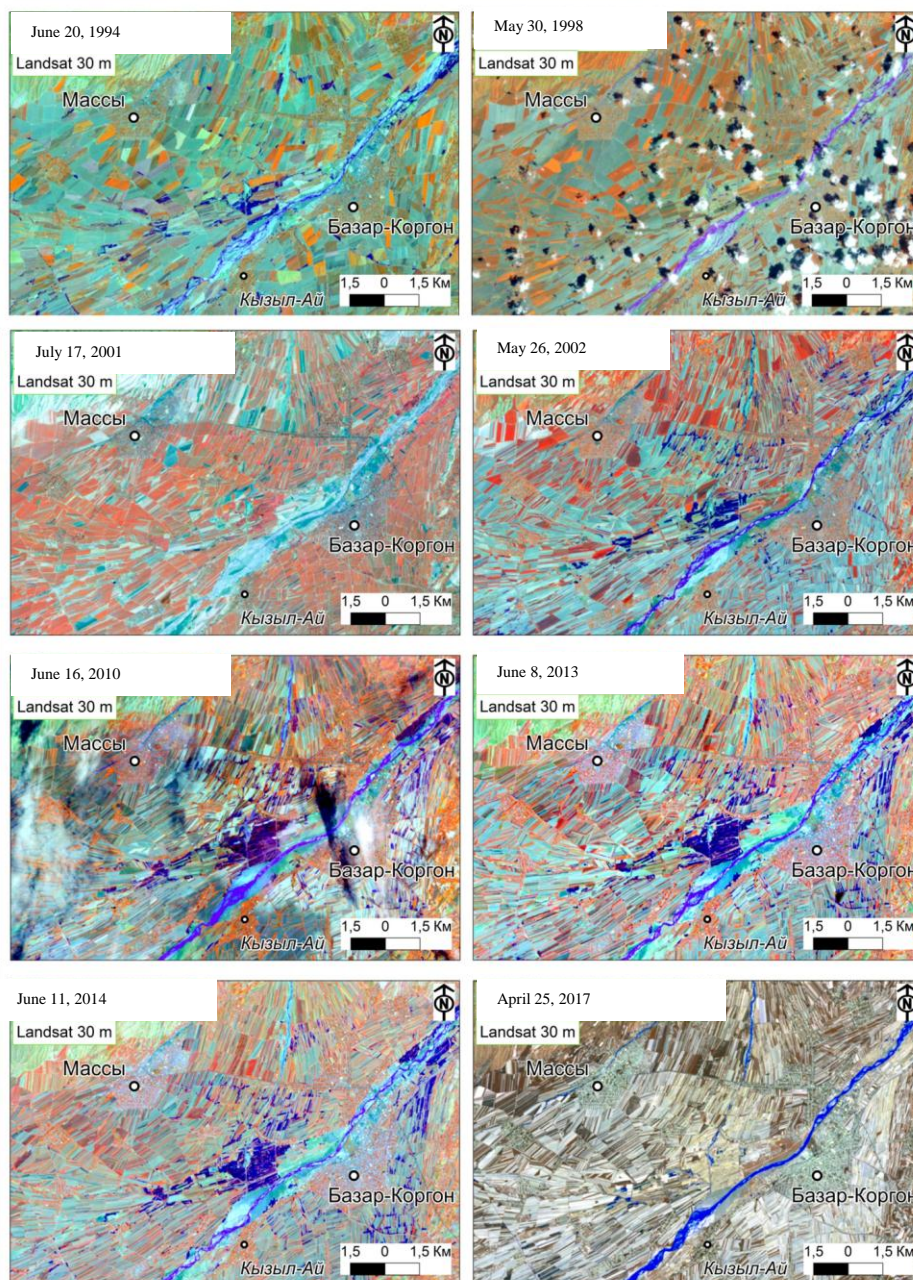 June 20, 1994
N
Landsat 30 m
Массы
Базар-Коргон
Кызыл-Ай
1,5 0 1,5 Км
May 30, 1998
N
Landsat 30 m
Массы
Базар-Коргон
Кызыл-Ай
1,5 0 1,5 Км
July 17, 2001
N
Landsat 30 m
Массы
Базар-Коргон
Кызыл-Ай
1,5 0 1,5 Км
May 26, 2002
N
Landsat 30 m
Массы
Базар-Коргон
Кызыл-Ай
1,5 0 1,5 Км
June 16, 2010
N
Landsat 30 m
Массы
Базар-Коргон
Кызыл-Ай
1,5 0 1,5 Км
June 8, 2013
N
Landsat 30 m
Массы
Базар-Коргон
Кызыл-Ай
1,5 0 1,5 Км
June 11, 2014
N
Landsat 30 m
Массы
Базар-Коргон
Кызыл-Ай
1,5 0 1,5 Км
April 25, 2017
N
Landsat 30 m
Массы
Базар-Коргон
Кызыл-Ай
1,5 0 1,5 Км